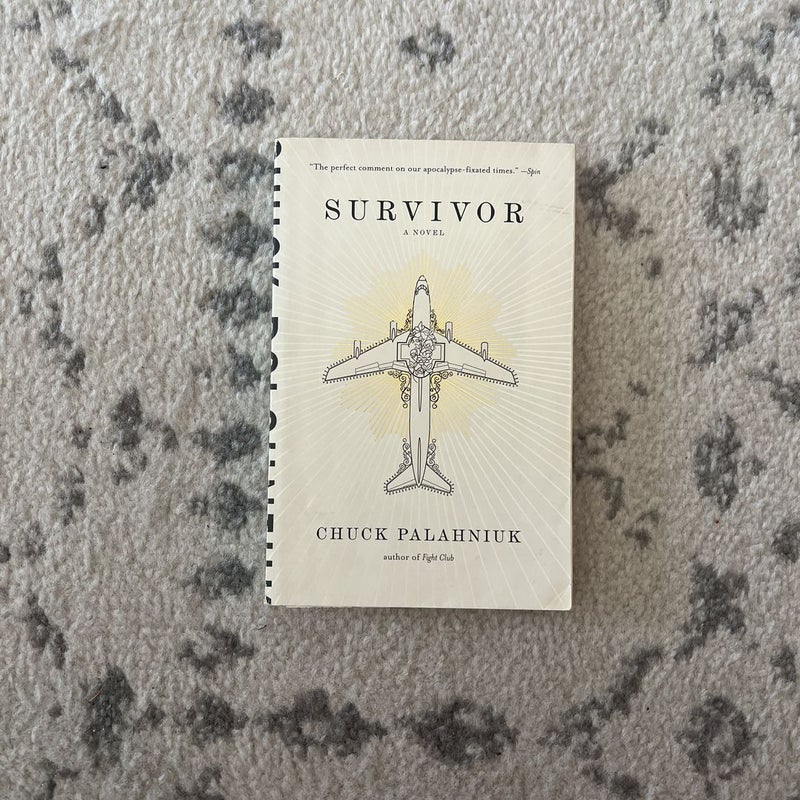 “The perfect comment on our apocalypse-fixated times.” —Spin
SURVIVOR
A NOVEL
CHUCK PALAHNIUK
author of Fight Club